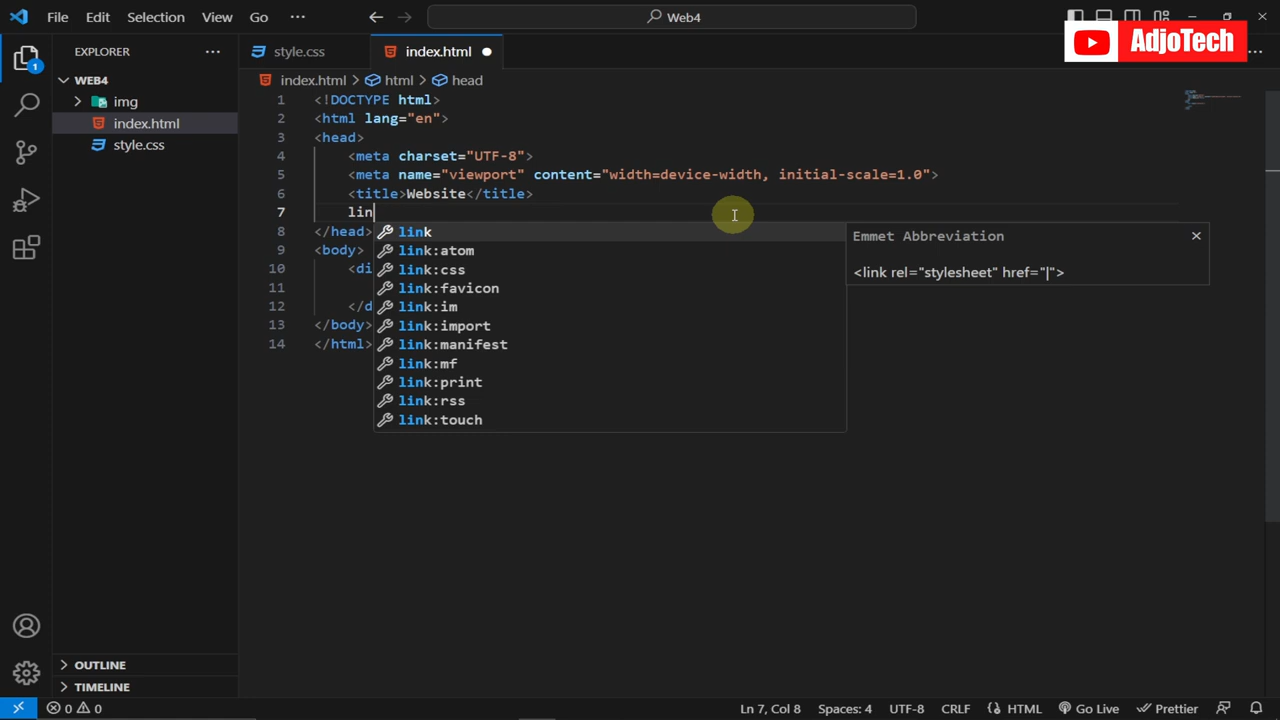 File Edit Selection View Go ··· Web4
AdjoTech
EXPLORER ···
style.css index.html
index.html > html > head
1
WEB4
img
index.html
style.css
1 <!DOCTYPE html>
2 <html lang="en">
3 <head>
4 <meta charset="UTF-8">
5 <meta name="viewport" content="width=device-width, initial-scale=1.0">
6 <title>Website</title>
7 lin
8 </head>
9 <body>
10 <di
11
12 </d
13 </body>
14 </html>
link
link:atom
link:css
link:favicon
link:im
link:import
link:manifest
link:mf
link:print
link:rss
link:touch
Emmet Abbreviation
<link rel="stylesheet" href="|">
OUTLINE
TIMELINE
0 0 Ln 7, Col 8 Spaces: 4 UTF-8 CRLF HTML Go Live Prettier